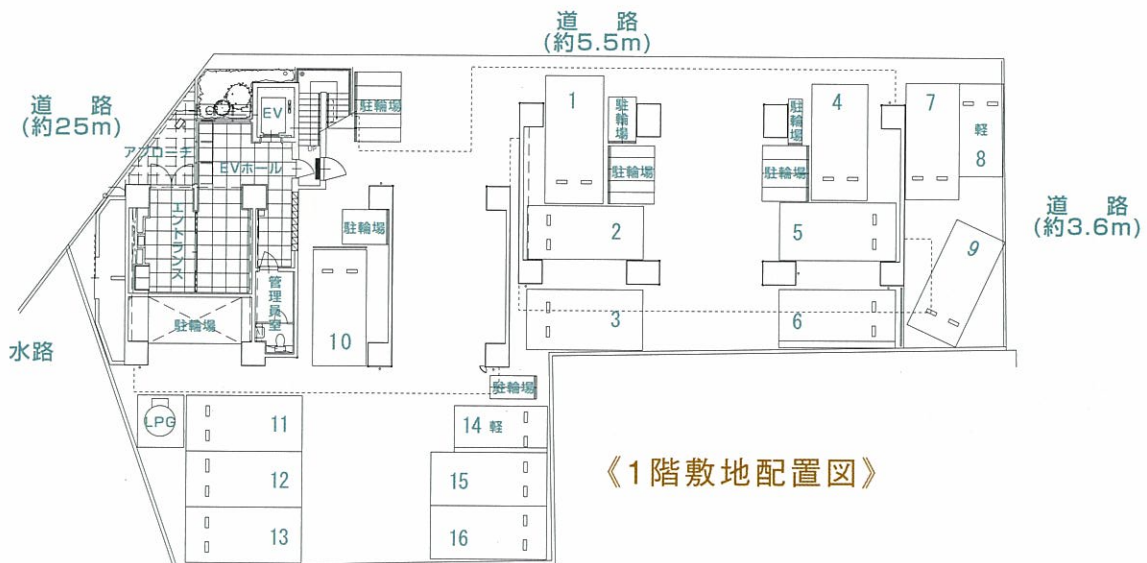 道路
(約5.5m)
道路
(約25m)
アプローチ
EV
EVホール
駐輪場
エントランス
管理員室
駐輪場
駐輪場
10
水路
1
駐輪場
駐輪場
2
3
駐輪場
駐輪場
4
5
6
7
軽
8
9
道路
(約3.6m)
駐輪場
LPG
11
12
13
14 軽
15
16
《1階敷地配置図》